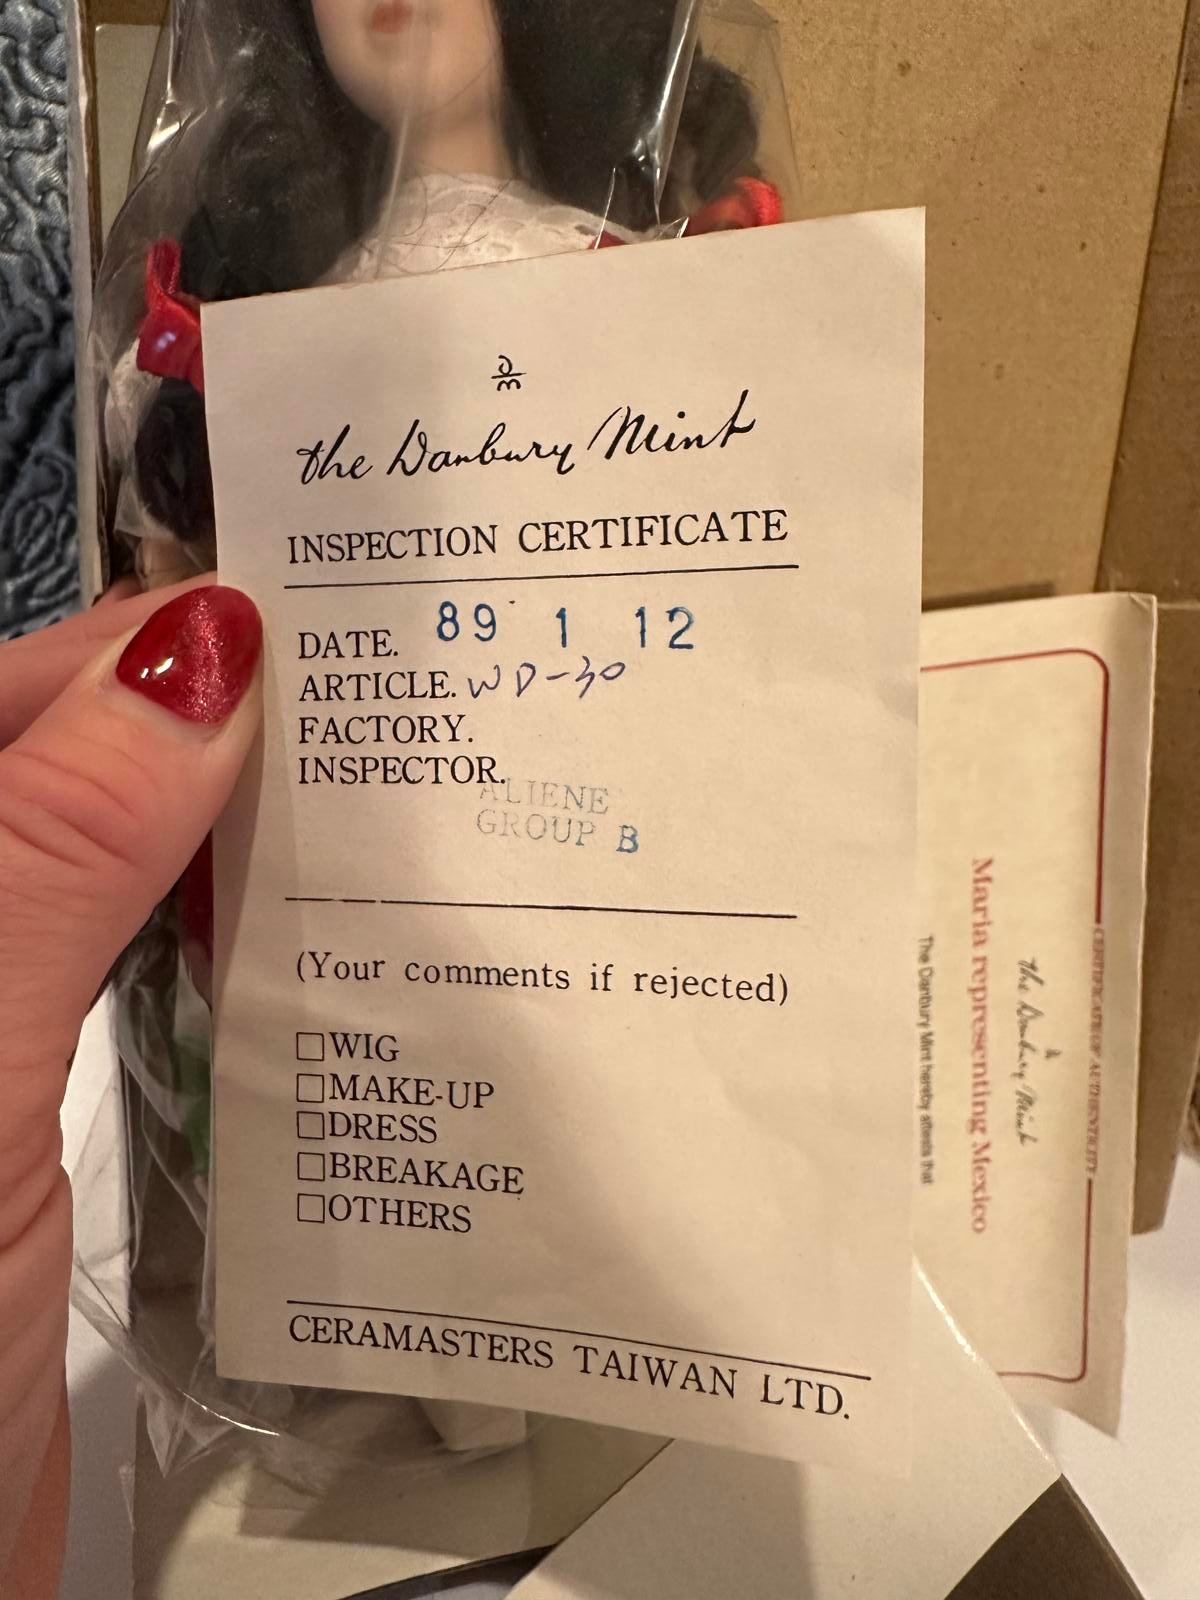 the Danbury Mint
INSPECTION CERTIFICATE
DATE. 89 1 12
ARTICLE. WD-30
FACTORY.
INSPECTOR.
ALIENE
GROUP B
(Your comments if rejected)
□WIG
□MAKE-UP
□DRESS
□BREAKAGE
□OTHERS
CERAMASTERS TAIWAN LTD.
CERTIFICATE OF AUTHENTICITY
the Danbury Mint
Maria representing Mexico
The Danbury Mint hereby attests that